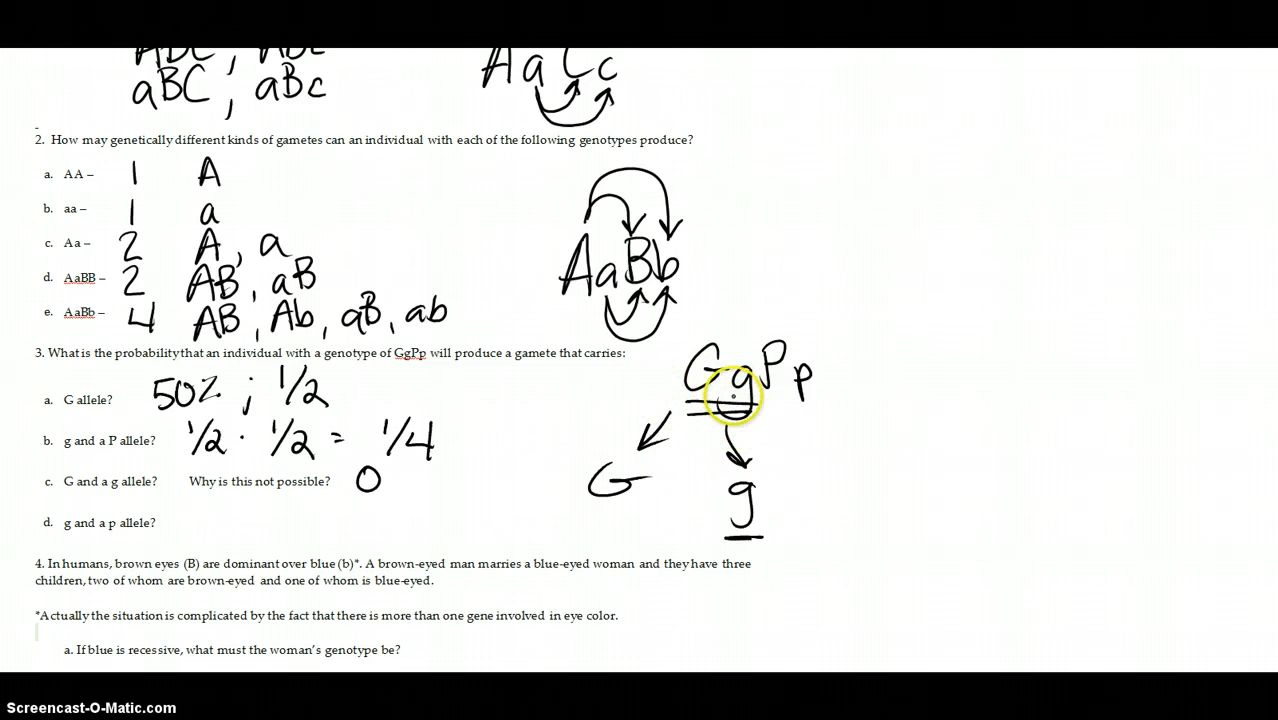 aBC ; aBc AaCc
2. How may genetically different kinds of gametes can an individual with each of the following genotypes produce?
a. AA – 1 A
b. aa – 1 a
c. Aa – 2 A, a
d. AaBB – 2 AB, aB
e. AaBb – 4 AB, Ab, aB, ab
AaBb
3. What is the probability that an individual with a genotype of GgPp will produce a gamete that carries:
GgPp
a. G allele? 50% ; 1/2
b. g and a P allele? 1/2 · 1/2 = 1/4
c. G and a g allele? Why is this not possible? 0
G g
d. g and a p allele?
4. In humans, brown eyes (B) are dominant over blue (b)*. A brown-eyed man marries a blue-eyed woman and they have three
children, two of whom are brown-eyed and one of whom is blue-eyed.
*Actually the situation is complicated by the fact that there is more than one gene involved in eye color.
a. If blue is recessive, what must the woman's genotype be?
Screencast-O-Matic.com